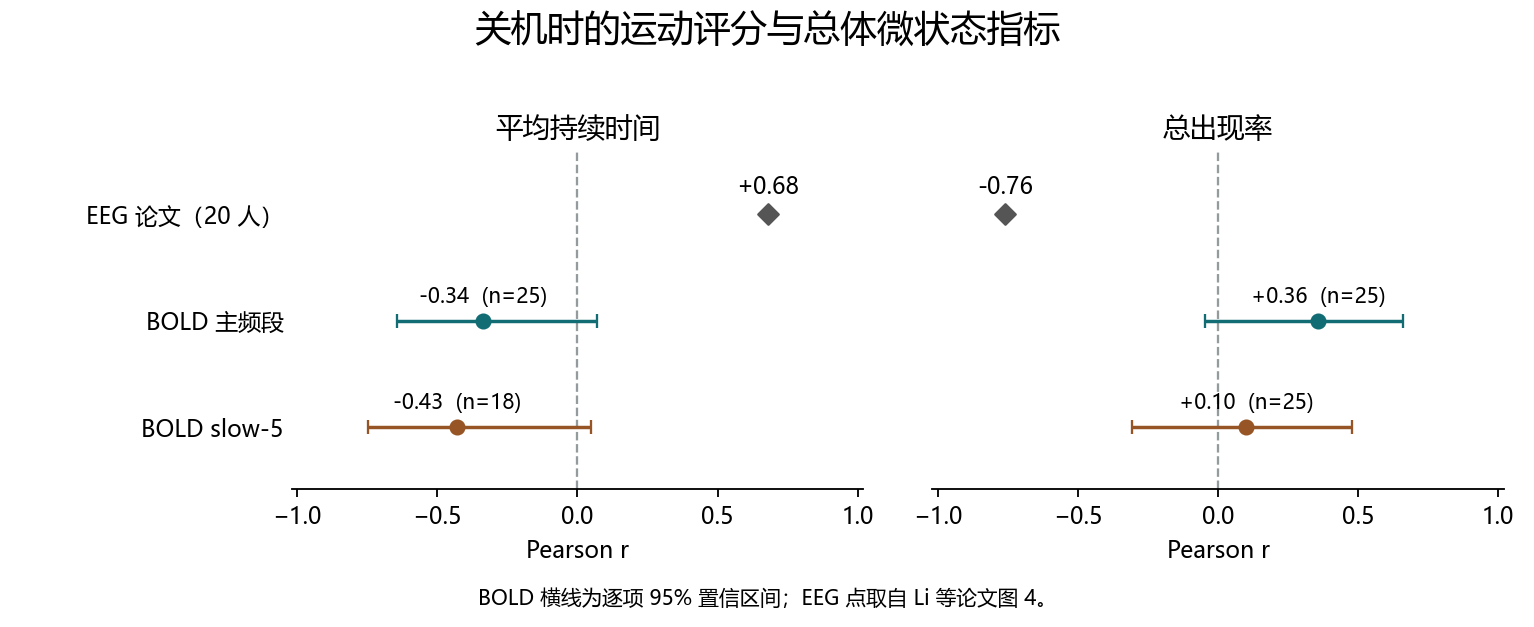 关机时的运动评分与总体微状态指标
平均持续时间
总出现率
EEG 论文（20 人）
+0.68
-0.76
BOLD 主频段
-0.34 (n=25)
+0.36 (n=25)
BOLD slow-5
-0.43 (n=18)
+0.10 (n=25)
−1.0 −0.5 0.0 0.5 1.0
−1.0 −0.5 0.0 0.5 1.0
Pearson r
Pearson r
BOLD 横线为逐项 95% 置信区间；EEG 点取自 Li 等论文图 4。